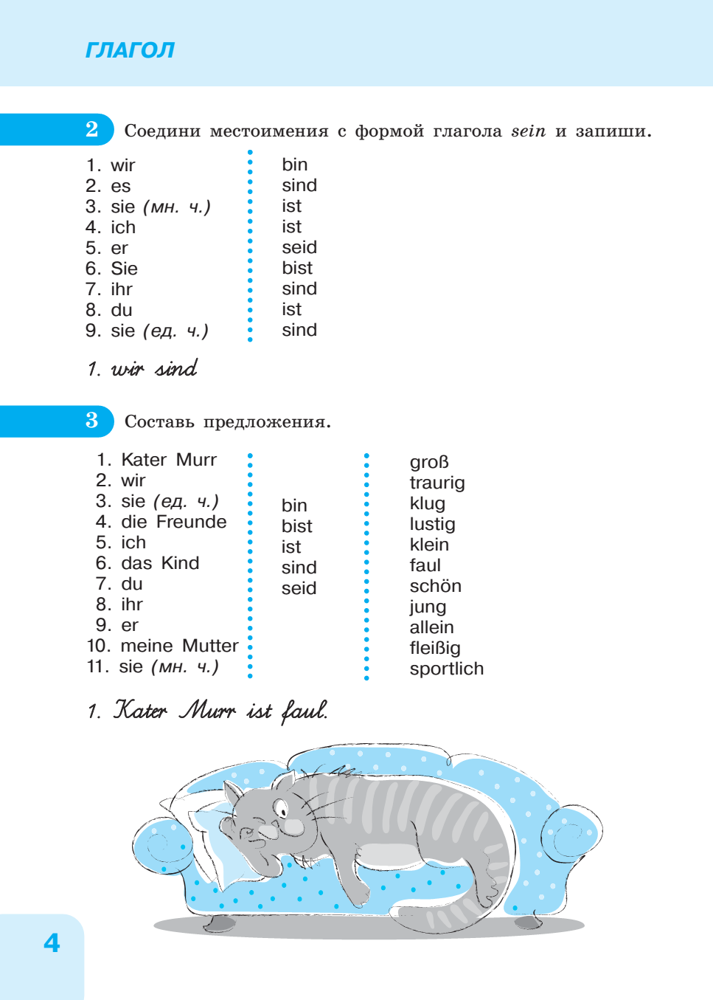 ГЛАГОЛ
2 Соедини местоимения с формой глагола sein и запиши.
1. wir bin
2. es sind
3. sie (мн. ч.) ist
4. ich ist
5. er seid
6. Sie bist
7. ihr sind
8. du ist
9. sie (ед. ч.) sind
1. wir sind
3 Составь предложения.
1. Kater Murr
2. wir
3. sie (ед. ч.)
4. die Freunde
5. ich
6. das Kind
7. du
8. ihr
9. er
10. meine Mutter
11. sie (мн. ч.)
bin
bist
ist
sind
seid
groß
traurig
klug
lustig
klein
faul
schön
jung
allein
fleißig
sportlich
1. Kater Murr ist faul.
4